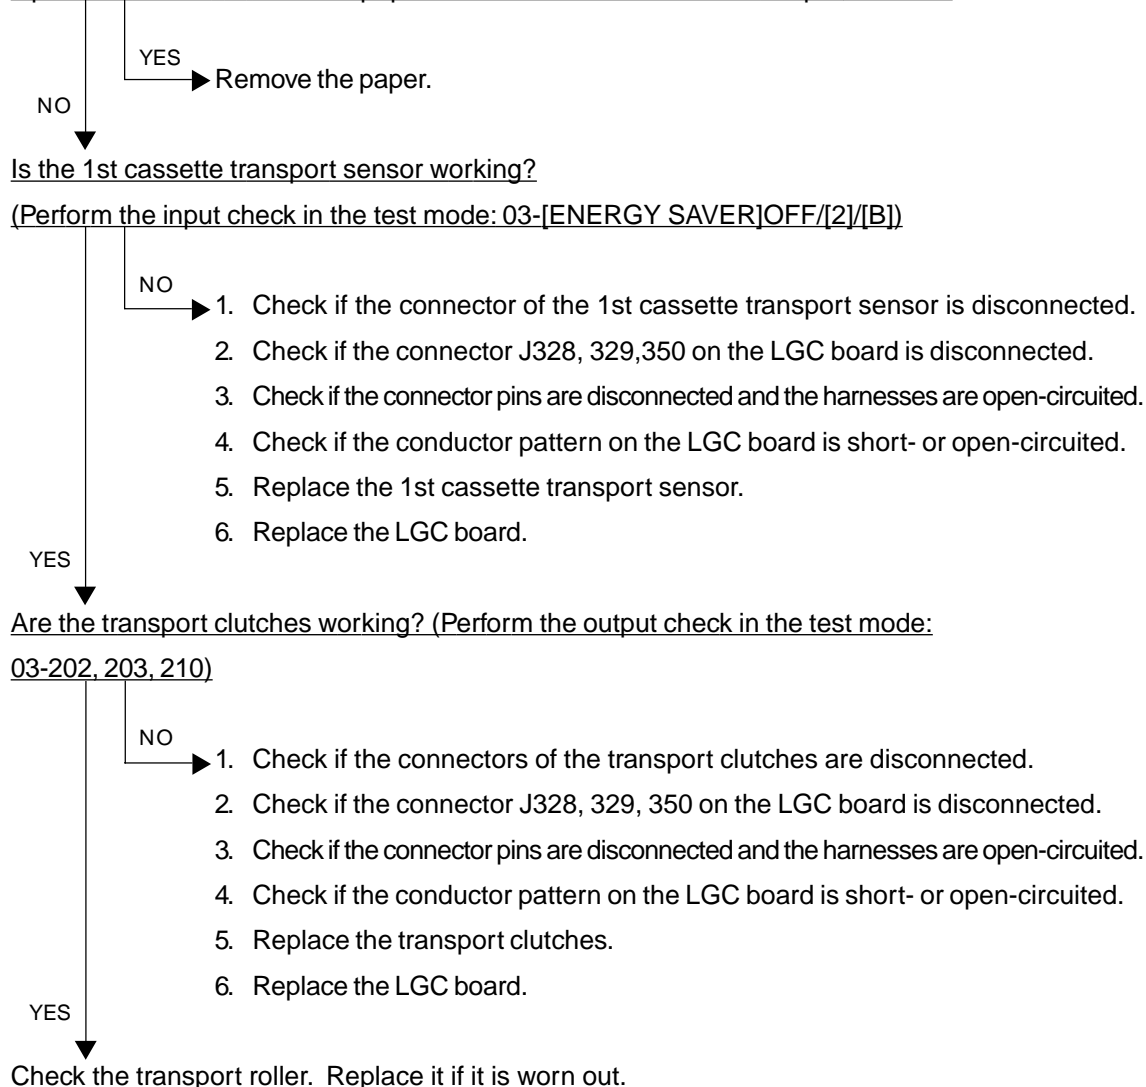 YES
Remove the paper.
NO
Is the 1st cassette transport sensor working?
(Perform the input check in the test mode: 03-[ENERGY SAVER]OFF/[2]/[B])
NO
1. Check if the connector of the 1st cassette transport sensor is disconnected.
2. Check if the connector J328, 329,350 on the LGC board is disconnected.
3. Check if the connector pins are disconnected and the harnesses are open-circuited.
4. Check if the conductor pattern on the LGC board is short- or open-circuited.
5. Replace the 1st cassette transport sensor.
6. Replace the LGC board.
YES
Are the transport clutches working? (Perform the output check in the test mode:
03-202, 203, 210)
NO
1. Check if the connectors of the transport clutches are disconnected.
2. Check if the connector J328, 329, 350 on the LGC board is disconnected.
3. Check if the connector pins are disconnected and the harnesses are open-circuited.
4. Check if the conductor pattern on the LGC board is short- or open-circuited.
5. Replace the transport clutches.
6. Replace the LGC board.
YES
Check the transport roller. Replace it if it is worn out.